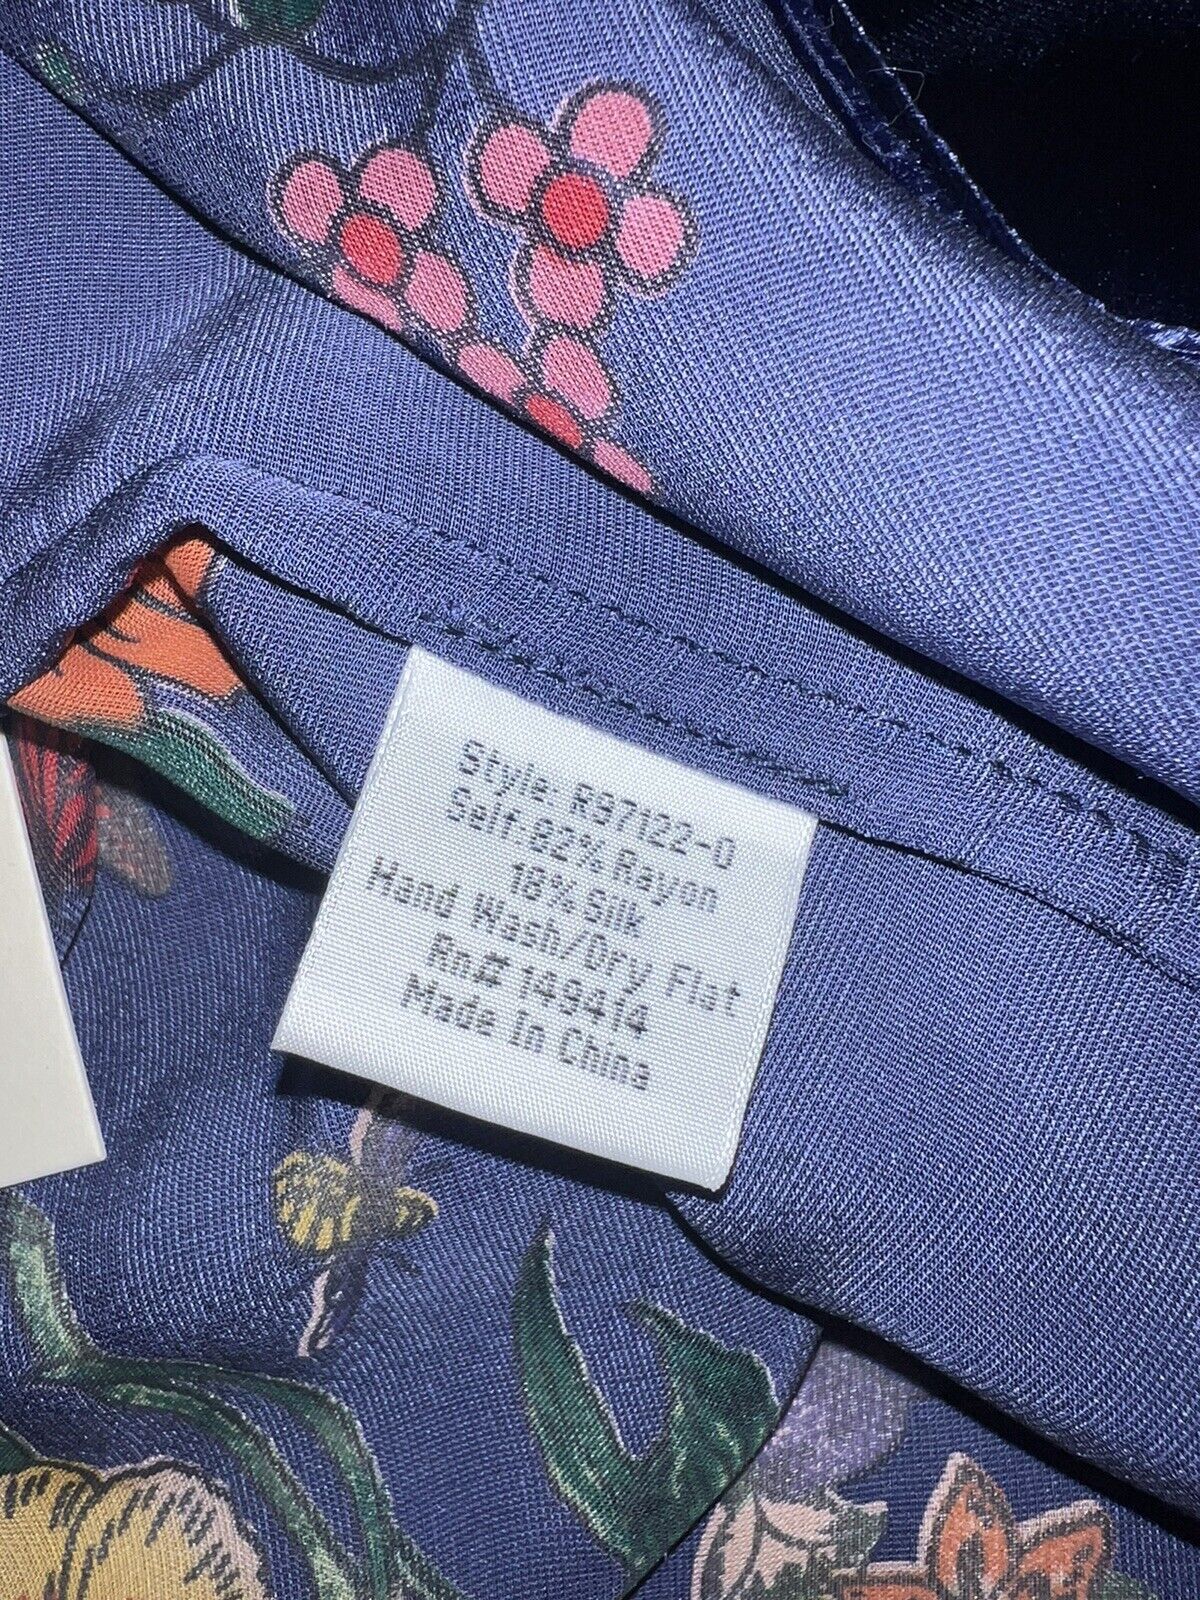 Style: R97122-O
Self-82% Rayon
18% Silk
Hand Wash/Dry Flat
Rn# 149414
Made In China